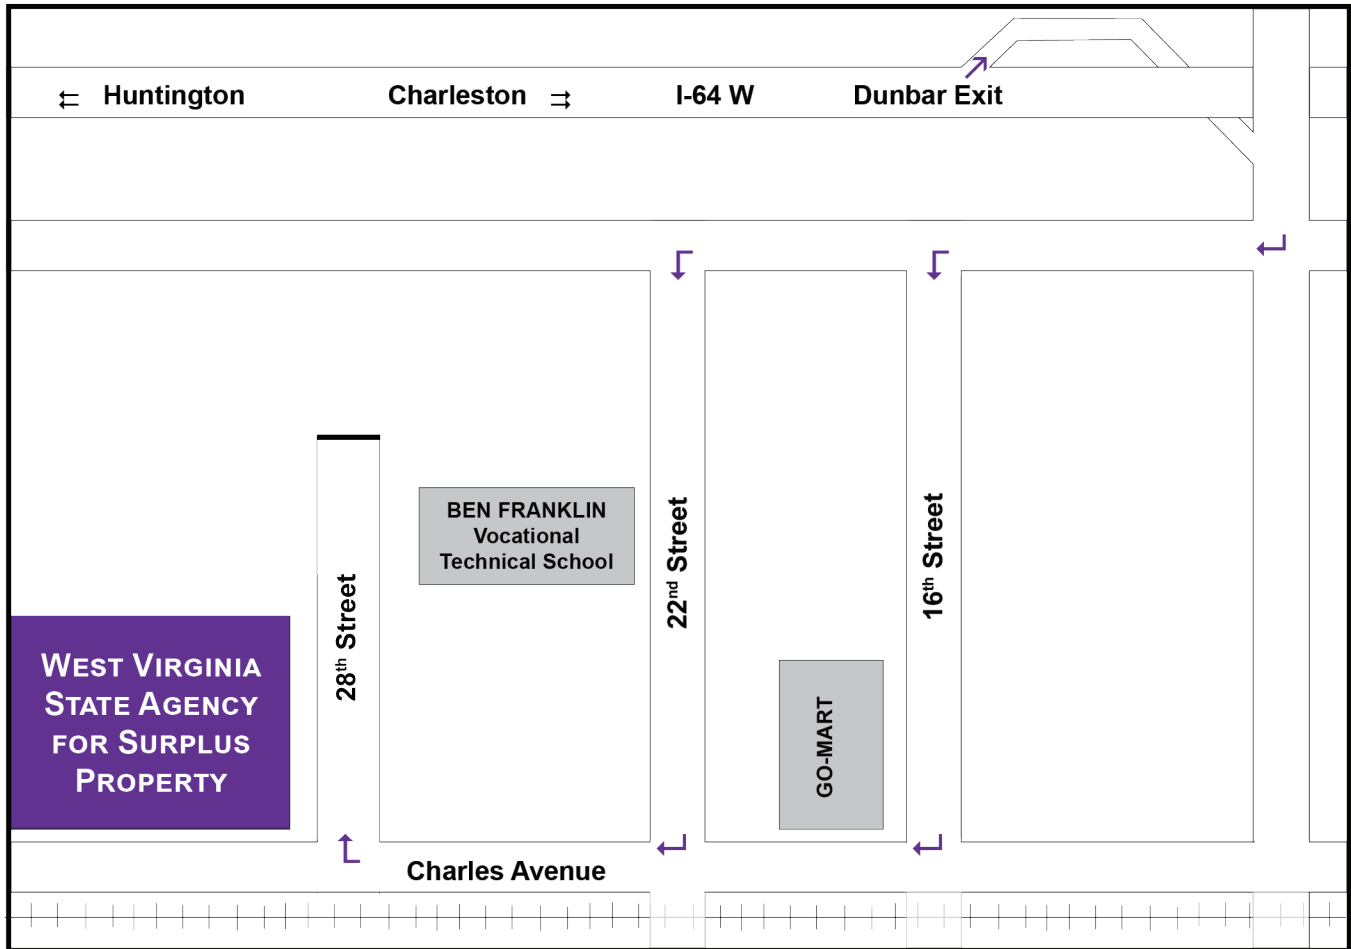 Huntington
Charleston
I-64 W
Dunbar Exit
BEN FRANKLIN
Vocational
Technical School
22nd Street
16th Street
28th Street
WEST VIRGINIA
STATE AGENCY
FOR SURPLUS
PROPERTY
GO-MART
Charles Avenue